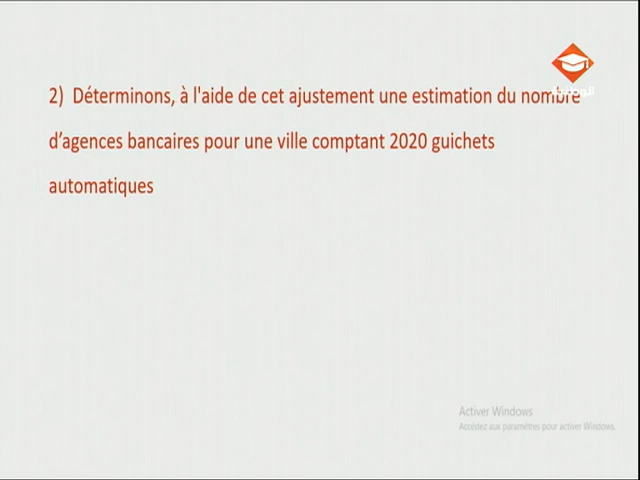 2) Déterminons, à l'aide de cet ajustement une estimation du nombre
d’agences bancaires pour une ville comptant 2020 guichets
automatiques
Activer Windows
Accédez aux paramètres pour activer Windows.